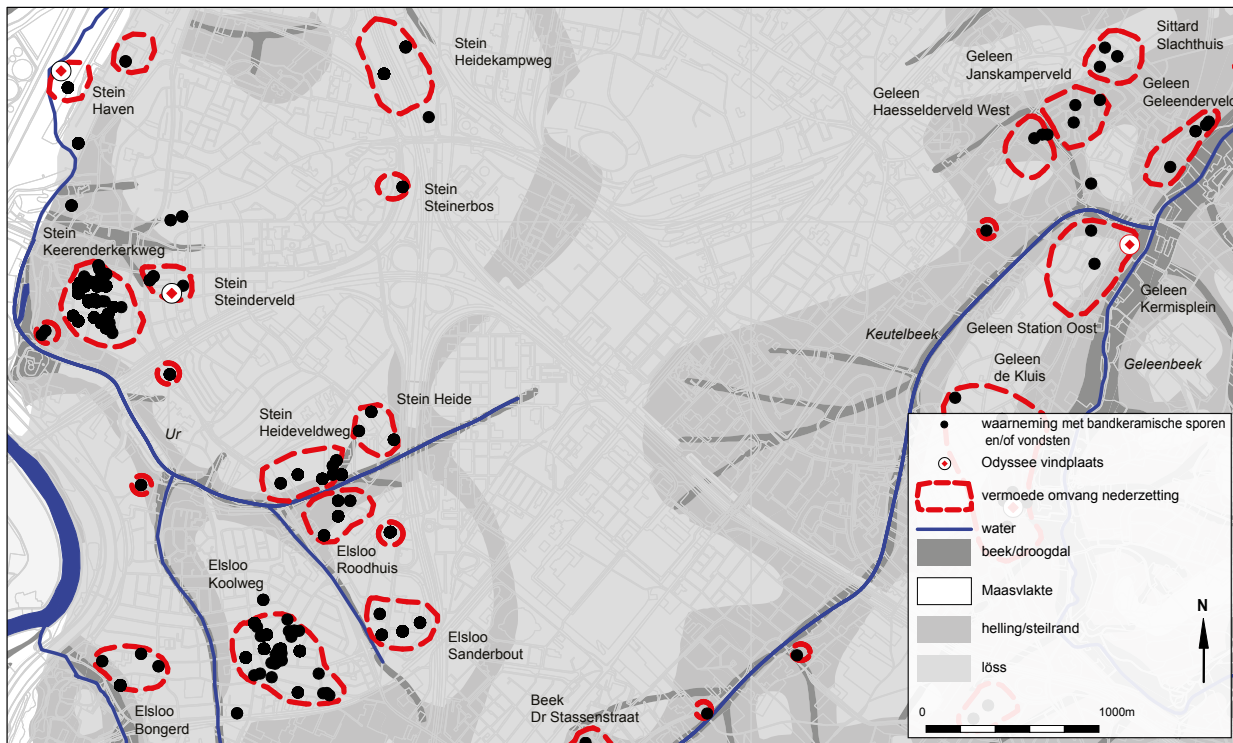 Stein
Heidekampweg
Sittard
Slachthuis
Geleen
Janskamperveld
Geleen
Haesselderveld West
Geleen
Geleenderveld
Stein
Haven
Stein
Steinerbos
Stein
Keerenderkerkweg
Stein
Steinderveld
Geleen
Kermisplein
Geleen Station Oost
Keutelbeek
Geleen
de Kluis
Geleenbeek
Stein Heide
Stein
Heideveldweg
Ur
Elsloo
Roodhuis
Elsloo
Koolweg
Elsloo
Sanderbout
Elsloo
Bongerd
Beek
Dr Stassenstraat
waarneming met bandkeramische sporen
en/of vondsten
Odyssee vindplaats
vermoede omvang nederzetting
water
beek/droogdal
Maasvlakte
helling/steilrand
löss
N
0 1000m